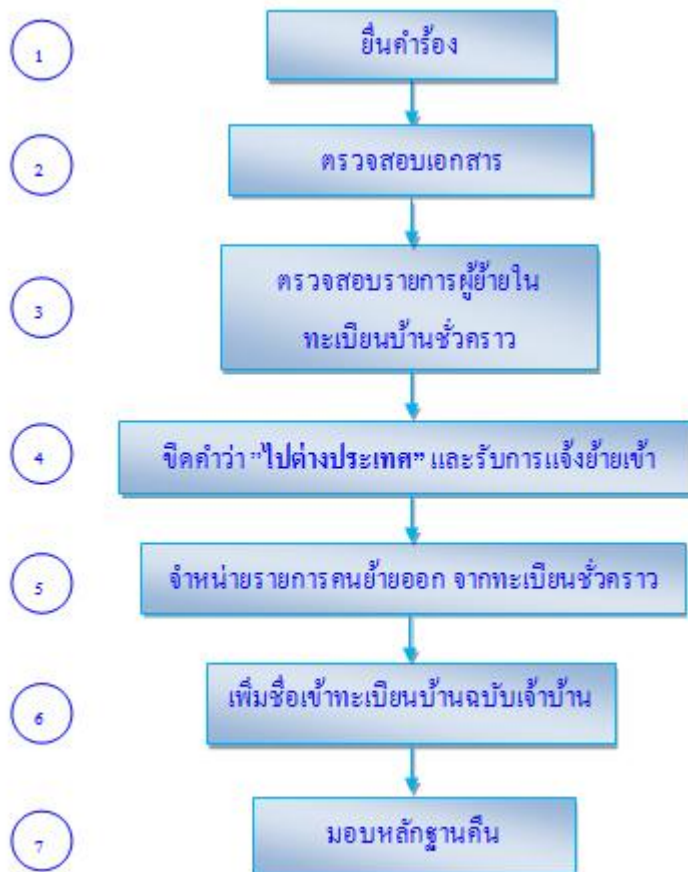 1
ยื่นคำร้อง
2
ตรวจสอบเอกสาร
3
ตรวจสอบรายการผู้ย้ายใน
ทะเบียนบ้านชั่วคราว
4
ขีดคำว่า "ไปต่างประเทศ" และรับการแจ้งย้ายเข้า
5
จำหน่ายรายการคนย้ายออก จากทะเบียนชั่วคราว
6
เพิ่มชื่อเข้าทะเบียนบ้านฉบับเจ้าบ้าน
7
มอบหลักฐานคืน